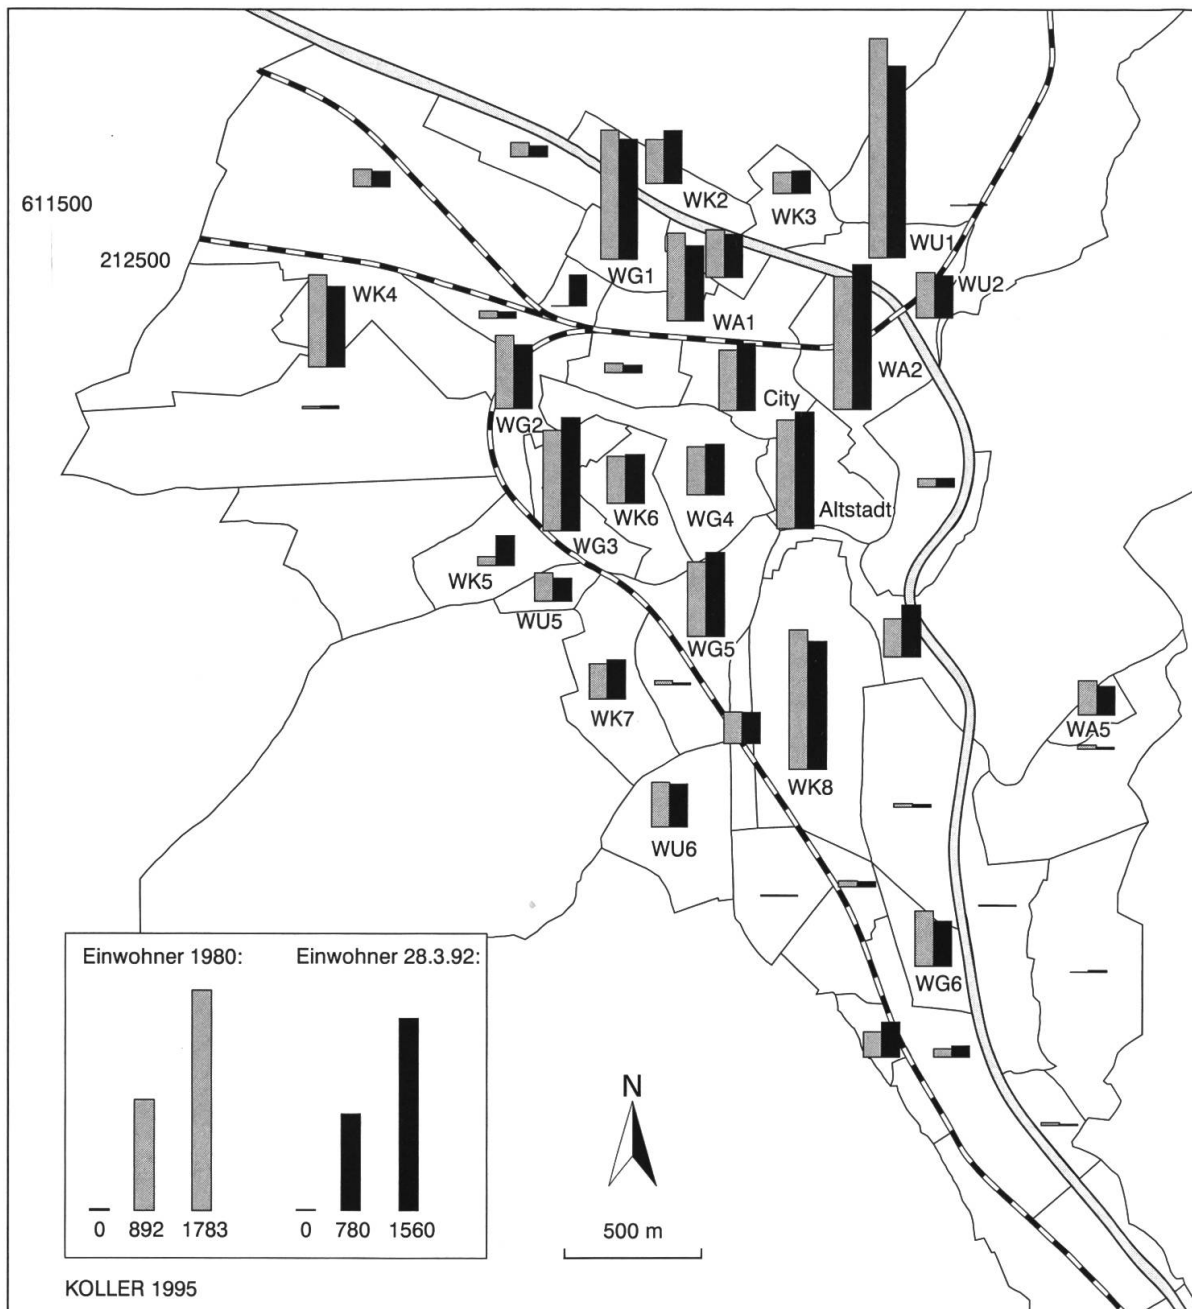 611500
212500
WK2
WK3
WU1
WG1
WU2
WK4
WA1
WA2
City
WG2
WK6
WG4
Altstadt
WG3
WK5
WU5
WG5
WK7
WA5
WK8
WU6
WG6
Einwohner 1980: Einwohner 28.3.92:
0 892 1783 0 780 1560
N
500 m
KOLLER 1995